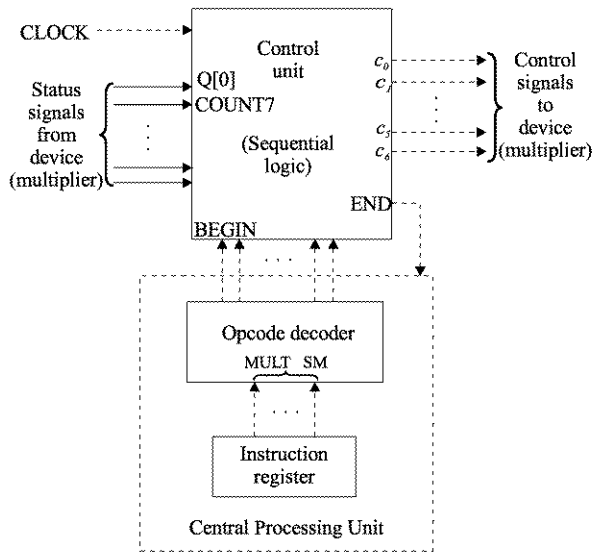 CLOCK
Control
unit
Q[0]
COUNT7
Status
signals
from
device
(multiplier)
. . .
(Sequential
logic)
c₀
c₁
. . .
c₅
c₆
Control
signals
to
device
(multiplier)
END
BEGIN
. . .
Opcode decoder
MULT SM
. . .
Instruction
register
Central Processing Unit